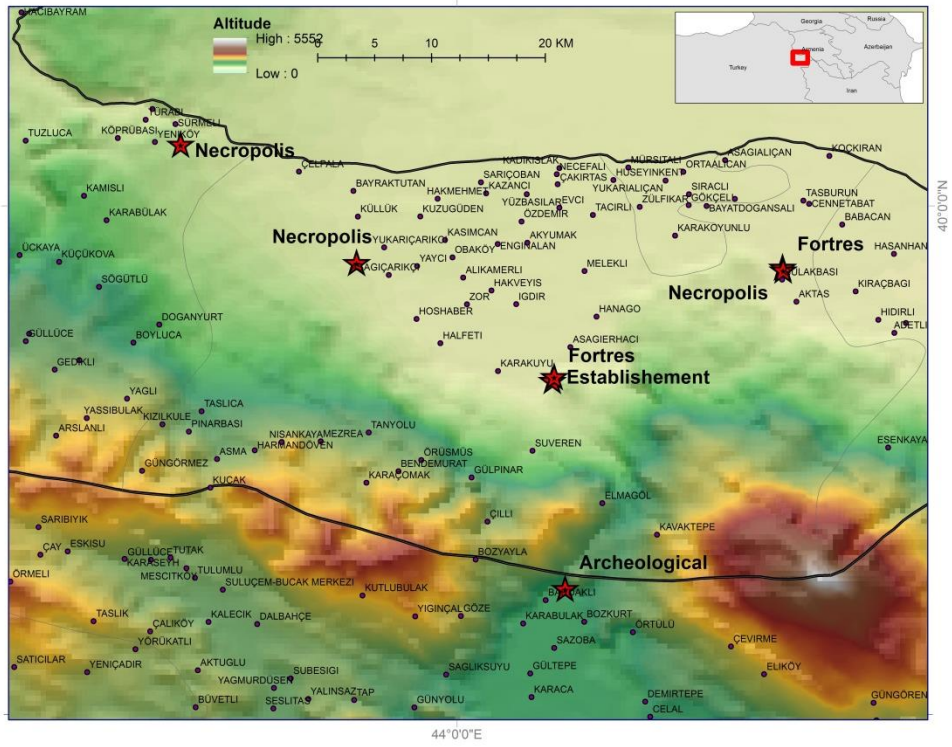 HACIBAYRAM
Altitude
High : 5552
Low : 0
0 5 10 20 KM
Georgia
Russia
Armenia
Azerbaijan
Turkey
Iran
SÜRMELI
TUZLUCA
KÖPRÜBASI
YENIKÖY
Necropolis
ÇELPALA
KADIKISLAK
NECEFALI
MÜRSITALI
ASAGIALIÇAN
KOÇKIRAN
ORTAALICAN
KAMISLI
BAYRAKTUTAN
SARIÇOBAN
ÇAKIRTAS
HÜSEYINKENT
HAKMEHMET
KAZANCI
YUKARIALIÇAN
SIRACLI
YÜZBASILAR
EVCI
ZÜLFIKAR
GÖKÇELI
TASBURUN
CENNETABAT
KARABÜLAK
KÜLLÜK
KUZUGÜDEN
ÖZDEMIR
TACIRLI
BAYATDOGANSALI
BABACAN
40°0'0"N
Necropolis
KASIMCAN
AKYUMAK
KARAKOYUNLU
Fortres
YUKARIÇARIKÇI
OBAKÖY
ENGINALAN
HASANHAN
ÜCKAYA
KÜÇÜKOVA
YAYCI
MELEKLI
SÖGÜTLÜ
ALIKAMERLI
HAKVEYIS
Necropolis
AKTAS
KIRAÇBAGI
ZOR
IGDIR
HOSHABER
HANAGO
HIDIRLI
ADETLI
DOGANYURT
GÜLLÜCE
BOYLUCA
HALFETI
ASAGIERHACI
Fortres
GEDIKLI
KARAKUYU
Establishement
YAGLI
YASSIBULAK
TASLICA
KIZILKULE
ARSLANLI
PINARBASI
NISANKAYA
MEZREA
TANYOLU
ASMA
HARMANDÖVEN
SUVEREN
ESENKAYA
GÜNGÖRMEZ
ÖRÜSMÜS
BENDEMURAT
GÜLPINAR
KUCAK
KARAÇOMAK
ELMAGÖL
ÇILLI
SARIBIYIK
KAVAKTEPE
ÇAY
ESKISU
GÜLLÜCE
TUTAK
BOZYAYLA
Archeological
KARASEYH
MESCITKÖY
TULUMLU
ÖRMELI
SULUÇEM-BUCAK MERKEZI
KUTLUBULAK
TASLIK
YIGINÇAL
GÖZE
KARABULAK
BOZKURT
ÇALIKÖY
KALECIK
DALBAHÇE
ÖRTÜLÜ
YÖRÜKATLI
SAZOBA
ÇEVIRME
SATICILAR
YENIÇADIR
AKTUGLU
SUBESIGI
SAGLIKSUYU
GÜLTEPE
ELIKÖY
YAGMURDÜSEN
BÜVETLI
SESLITAS
YALINSAZ
TAP
GÜNYOLU
KARACA
DEMIRTEPE
GÜNGÖREN
CELAL
44°0'0"E